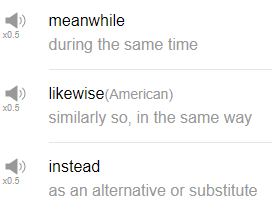 meanwhile
x0.5
during the same time
likewise(American)
x0.5
similarly so, in the same way
instead
x0.5
as an alternative or substitute